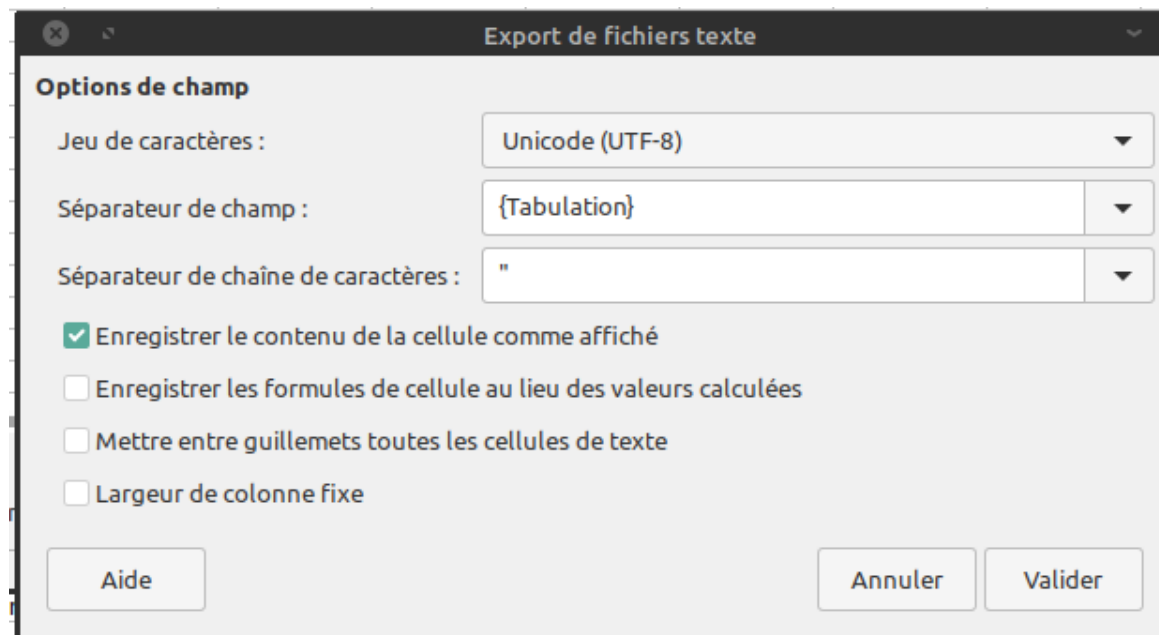 Export de fichiers texte
Options de champ
Jeu de caractères : Unicode (UTF-8)
Séparateur de champ : {Tabulation}
Séparateur de chaîne de caractères : "
Enregistrer le contenu de la cellule comme affiché
Enregistrer les formules de cellule au lieu des valeurs calculées
Mettre entre guillemets toutes les cellules de texte
Largeur de colonne fixe
Aide Annuler Valider